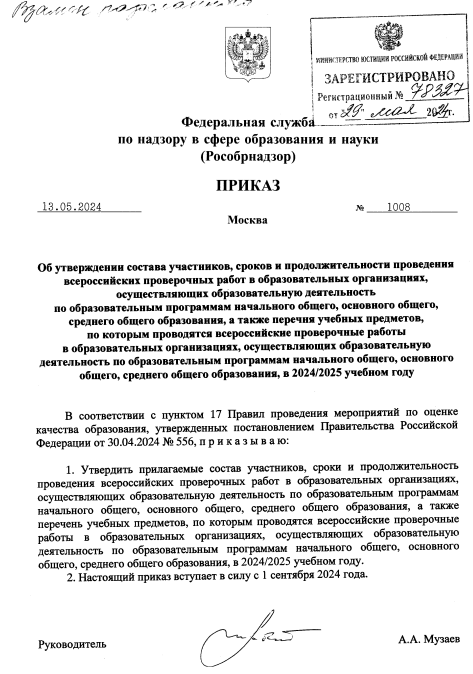 Взамен
МИНИСТЕРСТВО ЮСТИЦИИ РОССИЙСКОЙ ФЕДЕРАЦИИ
ЗАРЕГИСТРИРОВАНО
Регистрационный № 78327
от "29" мая 2024г.
Федеральная служба
по надзору в сфере образования и науки
(Рособрнадзор)
ПРИКАЗ
13.05.2024 № 1008
Москва
Об утверждении состава участников, сроков и продолжительности проведения
всероссийских проверочных работ в образовательных организациях,
осуществляющих образовательную деятельность
по образовательным программам начального общего, основного общего,
среднего общего образования, а также перечня учебных предметов,
по которым проводятся всероссийские проверочные работы
в образовательных организациях, осуществляющих образовательную
деятельность по образовательным программам начального общего, основного
общего, среднего общего образования, в 2024/2025 учебном году
В соответствии с пунктом 17 Правил проведения мероприятий по оценке
качества образования, утвержденных постановлением Правительства Российской
Федерации от 30.04.2024 № 556, п р и к а з ы в а ю:
1. Утвердить прилагаемые состав участников, сроки и продолжительность
проведения всероссийских проверочных работ в образовательных организациях,
осуществляющих образовательную деятельность по образовательным программам
начального общего, основного общего, среднего общего образования, а также
перечень учебных предметов, по которым проводятся всероссийские проверочные
работы в образовательных организациях, осуществляющих образовательную
деятельность по образовательным программам начального общего, основного
общего, среднего общего образования, в 2024/2025 учебном году.
2. Настоящий приказ вступает в силу с 1 сентября 2024 года.
Руководитель А.А. Музаев